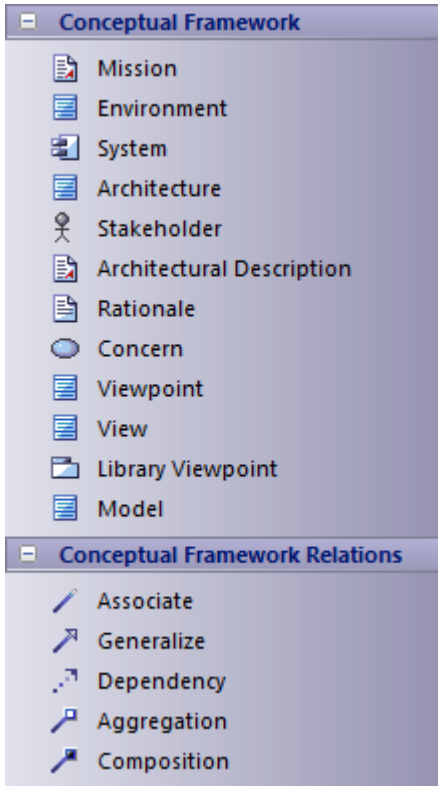 Conceptual Framework
Mission
Environment
System
Architecture
Stakeholder
Architectural Description
Rationale
Concern
Viewpoint
View
Library Viewpoint
Model
Conceptual Framework Relations
Associate
Generalize
Dependency
Aggregation
Composition